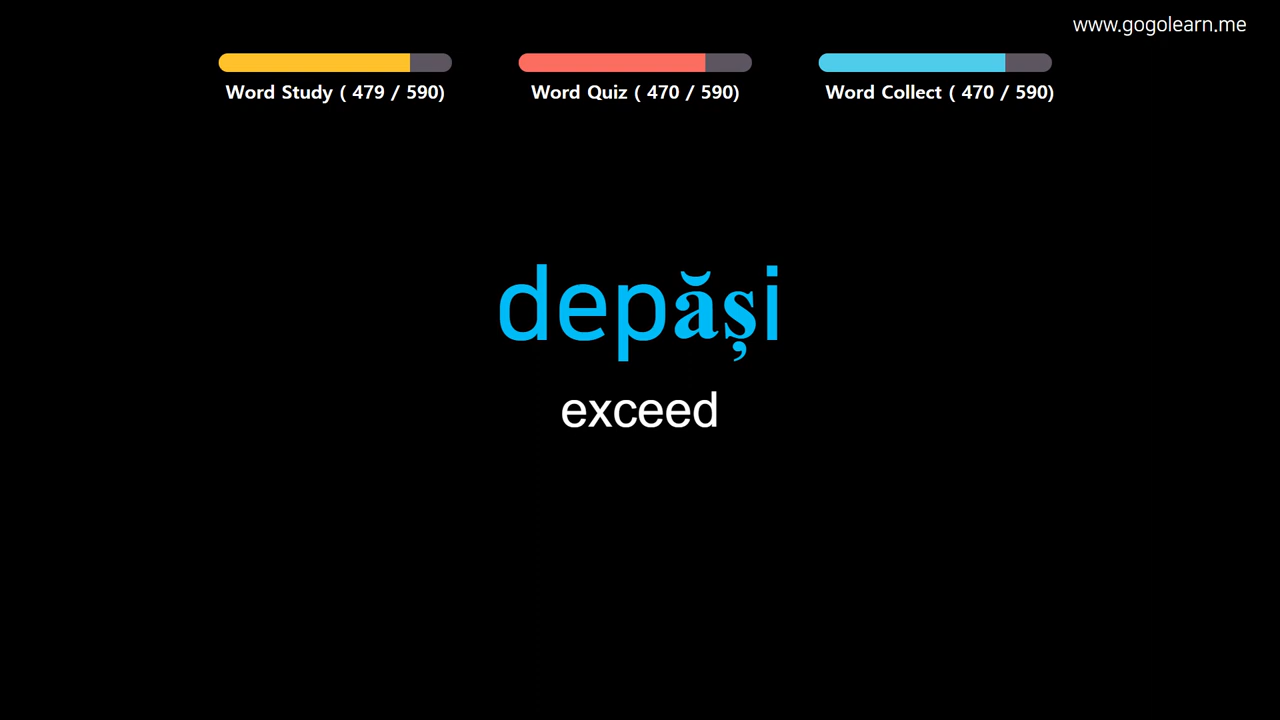 www.gogolearn.me
Word Study ( 479 / 590)
Word Quiz ( 470 / 590)
Word Collect ( 470 / 590)
depăși
exceed